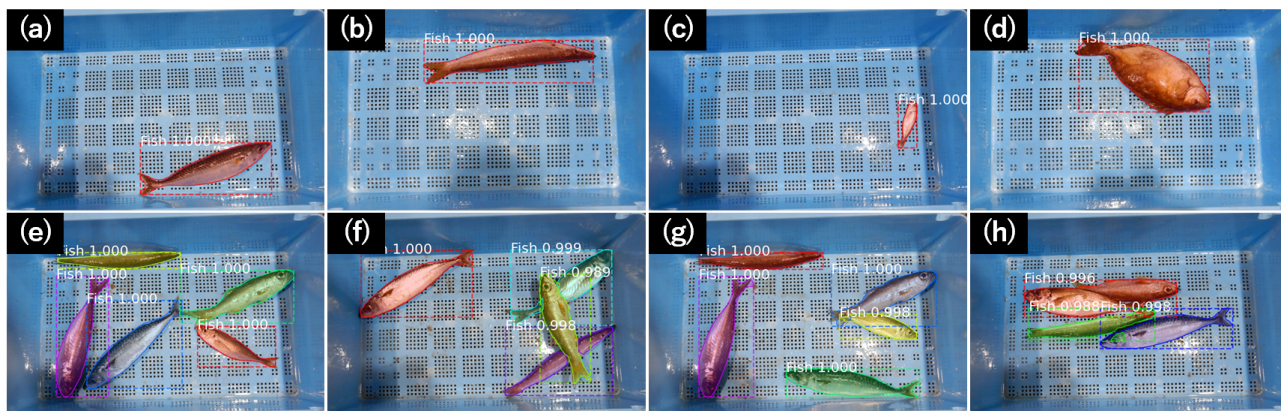 (a)
Fish 1.000
(b)
Fish 1.000
(c)
Fish 1.000
(d)
Fish 1.000
(e)
Fish 1.000
Fish 1.000
Fish 1.000
Fish 1.000
Fish 1.000
(f)
Fish 1.000
Fish 0.999
Fish 0.989
Fish 0.998
(g)
Fish 1.000
Fish 1.000
Fish 1.000
Fish 0.998
Fish 1.000
(h)
Fish 0.996
Fish 0.988
Fish 0.998